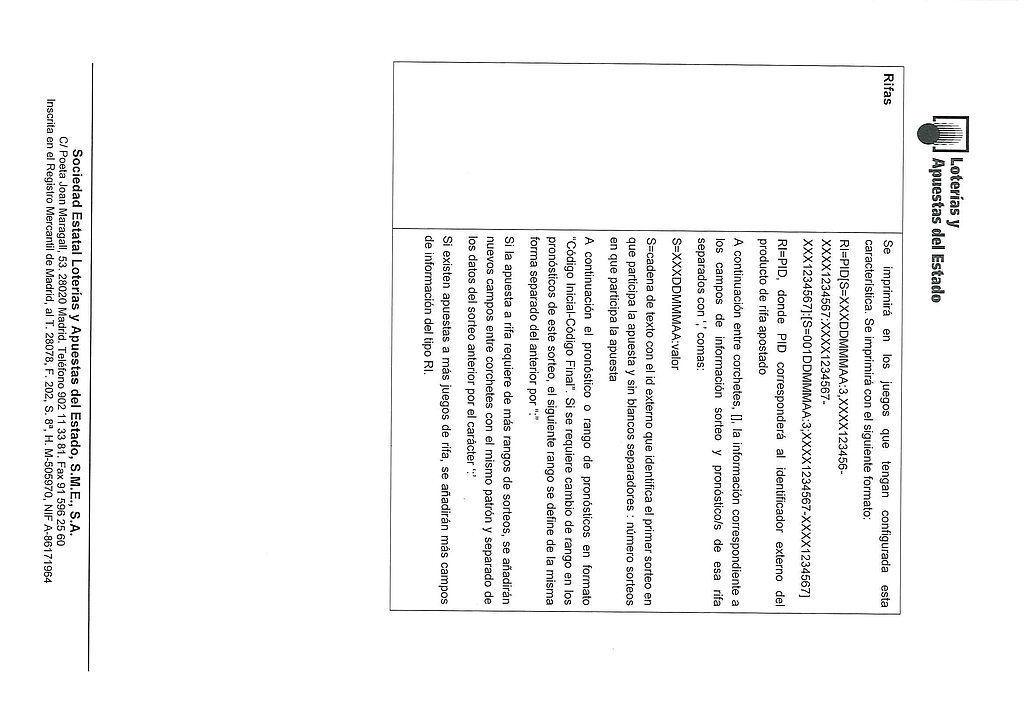 Loterías y
Apuestas del Estado
Rifas
Se imprimirá en los juegos que tengan configurada esta
característica. Se imprimirá con el siguiente formato:
RI=PID[S=XXXDDMMMAA:3,XXXX123456-
XXXX1234567:XXXX1234567-
XXX1234567]:[S=001DDMMMAA:3;XXXX1234567-XXXX1234567]
RI=PID, donde PID corresponderá al identificador externo del
producto de rifa apostado
A continuación entre corchetes, [], la información correspondiente a
los campos de información sorteo y pronóstico/s de esa rifa
separados con ',' comas:
S=XXXDDMMMAA:valor
S=cadena de texto con el id externo que identifica el primer sorteo en
que participa la apuesta y sin blancos separadores : número sorteos
en que participa la apuesta
A continuación el pronóstico o rango de pronósticos en formato
"Código Inicial-Código Final". Si se requiere cambio de rango en los
pronósticos de este sorteo, el siguiente rango se define de la misma
forma separado del anterior por ":"
Si la apuesta a rifa requiere de más rangos de sorteos, se añadirán
nuevos campos entre corchetes con el mismo patrón y separado de
los datos del sorteo anterior por el carácter ':'
Si existen apuestas a más juegos de rifa, se añadirán más campos
de información del tipo RI.
Sociedad Estatal Loterías y Apuestas del Estado, S.M.E., S.A.
C/ Poeta Joan Maragall, 53. 28020 Madrid. Teléfono 902 11 33 81. Fax 91 596 25 60
Inscrita en el Registro Mercantil de Madrid, al T. 28078, F. 202, S. 8ª, H. M-505970, NIF A-86171964